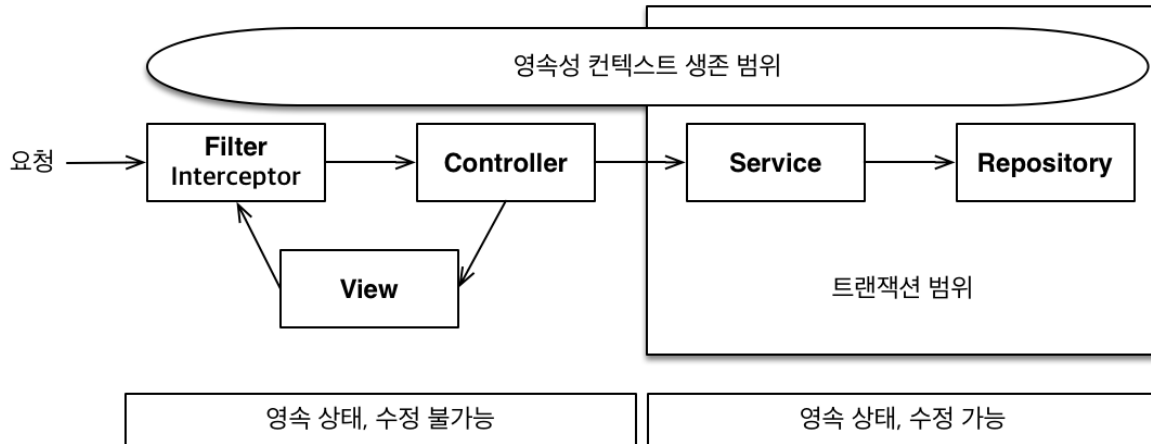 영속성 컨텍스트 생존 범위
요청
Filter
Interceptor
Controller
Service
Repository
View
트랜잭션 범위
영속 상태, 수정 불가능
영속 상태, 수정 가능